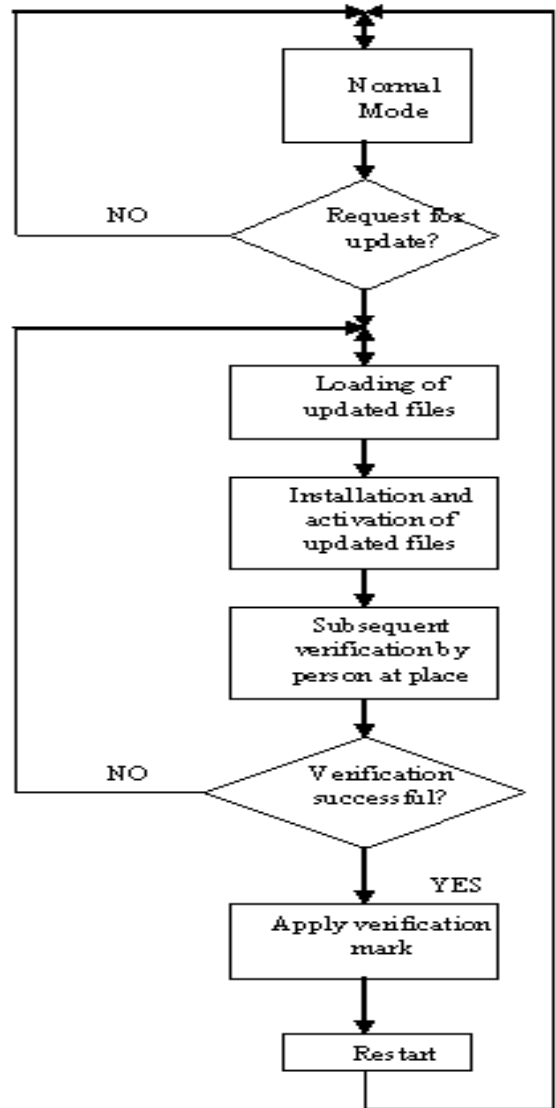 Normal
Mode
NO
Request for
update?
Loading of
updated files
Installation and
activation of
updated files
Subsequent
verification by
person at place
NO
Verification
successful?
YES
Apply verification
mark
Restart